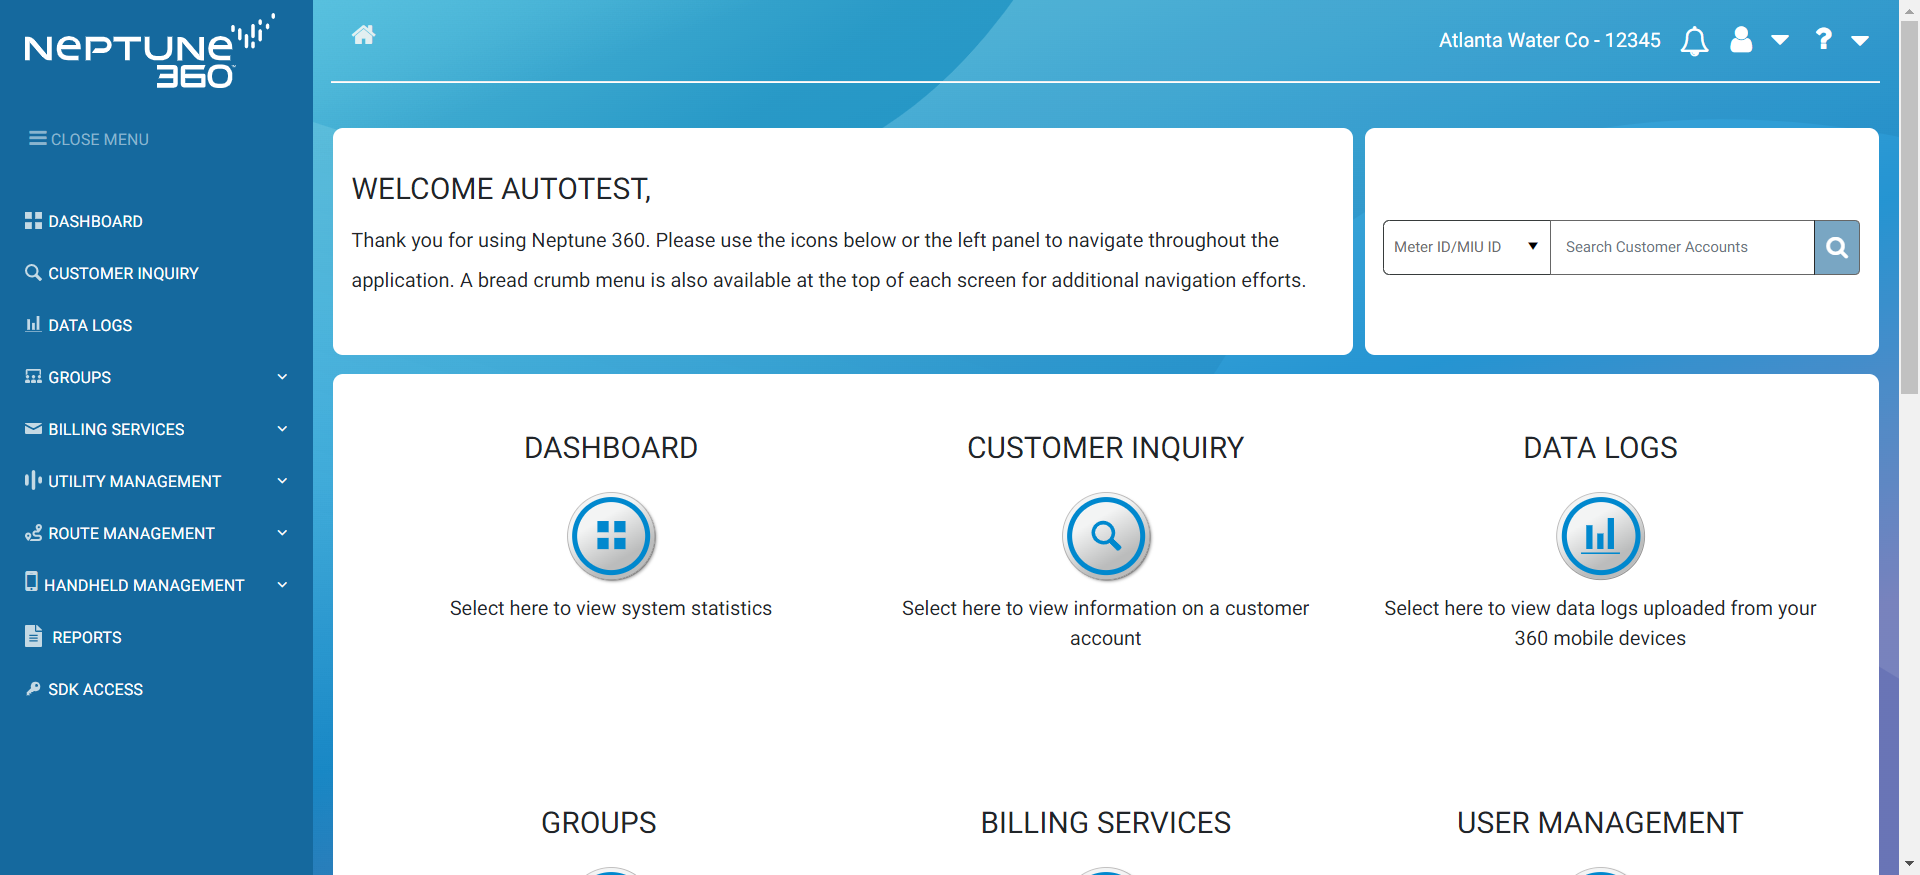 NEPTUNE
360
CLOSE MENU
DASHBOARD
CUSTOMER INQUIRY
DATA LOGS
GROUPS
BILLING SERVICES
UTILITY MANAGEMENT
ROUTE MANAGEMENT
HANDHELD MANAGEMENT
REPORTS
SDK ACCESS
Atlanta Water Co - 12345
?
WELCOME AUTOTEST,
Thank you for using Neptune 360. Please use the icons below or the left panel to navigate throughout the
application. A bread crumb menu is also available at the top of each screen for additional navigation efforts.
Meter ID/MIU ID
Search Customer Accounts
DASHBOARD
Select here to view system statistics
CUSTOMER INQUIRY
Select here to view information on a customer
account
DATA LOGS
Select here to view data logs uploaded from your
360 mobile devices
GROUPS
BILLING SERVICES
USER MANAGEMENT